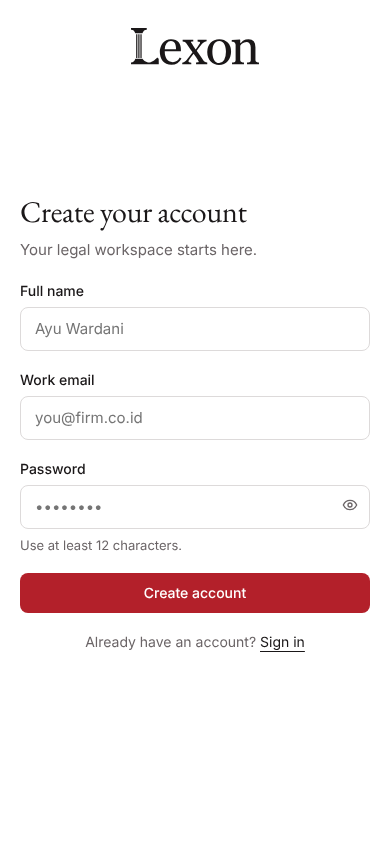 Lexon
Create your account
Your legal workspace starts here.
Full name
Ayu Wardani
Work email
you@firm.co.id
Password
••••••••
Use at least 12 characters.
Create account
Already have an account? Sign in